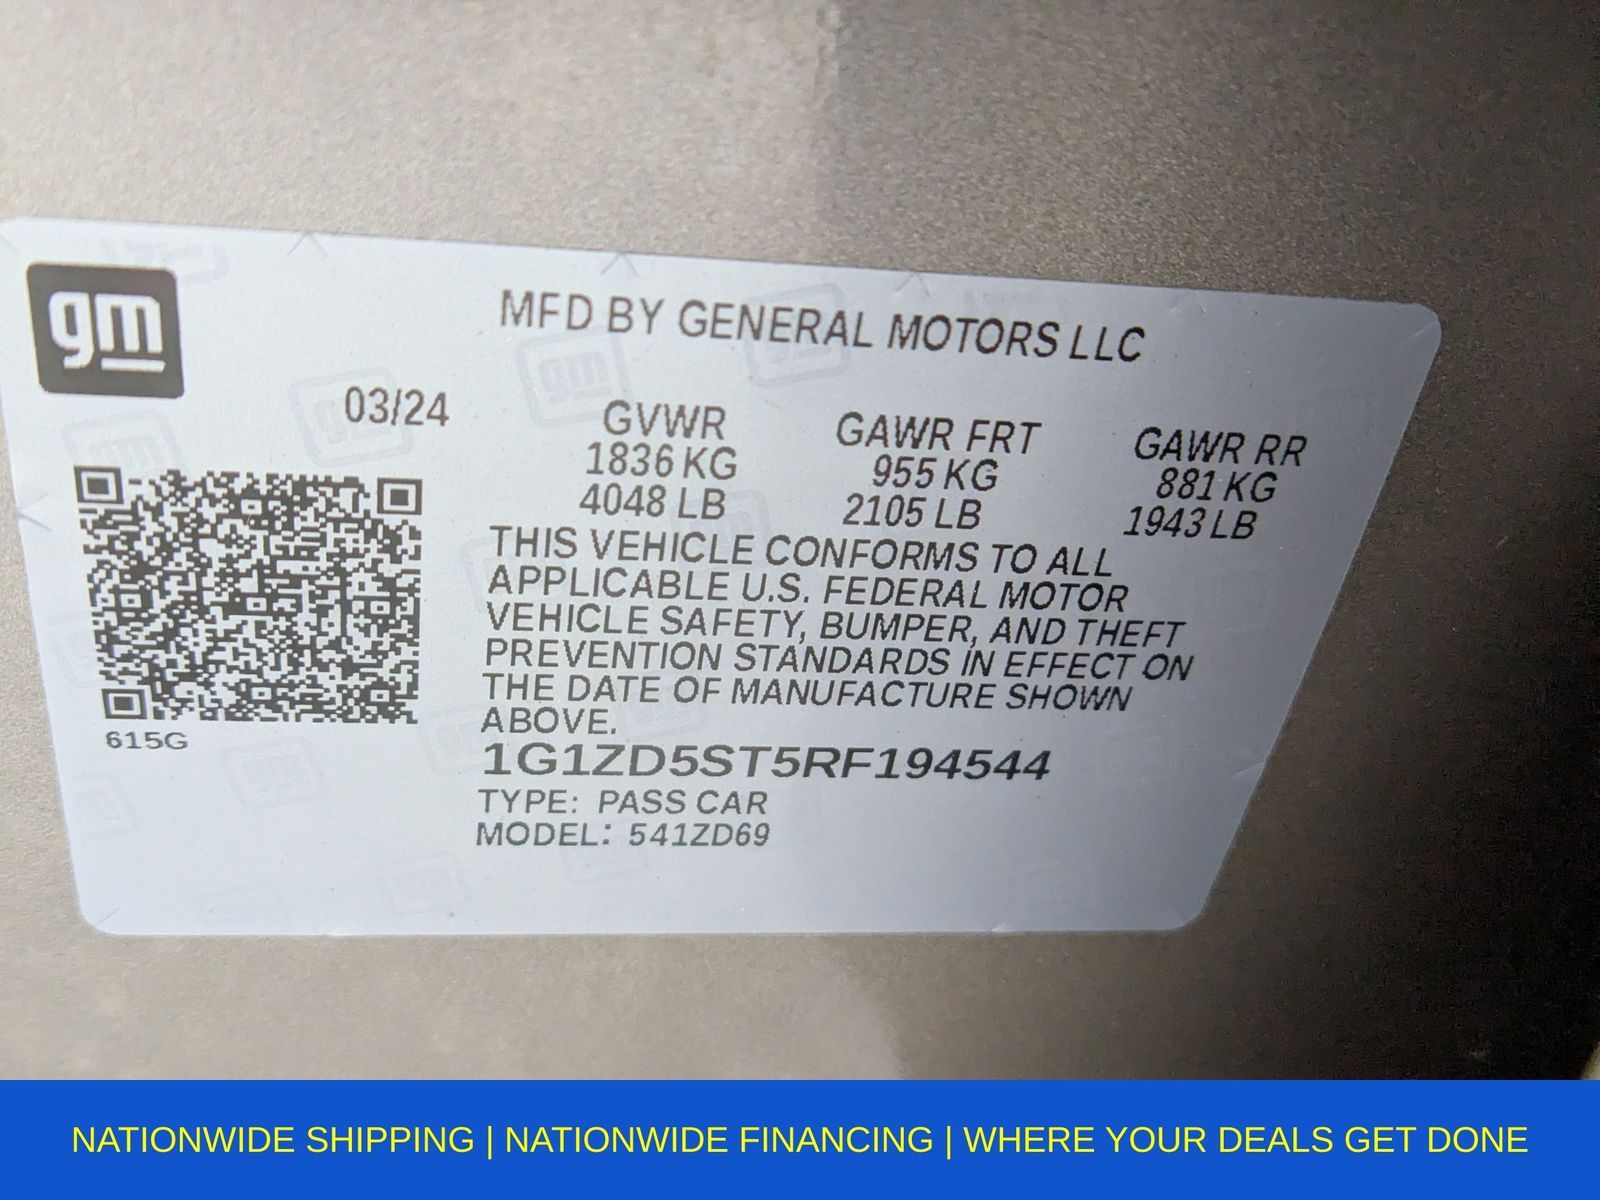 gm
MFD BY GENERAL MOTORS LLC
03/24
GVWR
1836 KG
4048 LB
GAWR FRT
955 KG
2105 LB
GAWR RR
881 KG
1943 LB
THIS VEHICLE CONFORMS TO ALL
APPLICABLE U.S. FEDERAL MOTOR
VEHICLE SAFETY, BUMPER, AND THEFT
PREVENTION STANDARDS IN EFFECT ON
THE DATE OF MANUFACTURE SHOWN
ABOVE.
615G
1G1ZD5ST5RF194544
TYPE: PASS CAR
MODEL: 541ZD69
NATIONWIDE SHIPPING | NATIONWIDE FINANCING | WHERE YOUR DEALS GET DONE